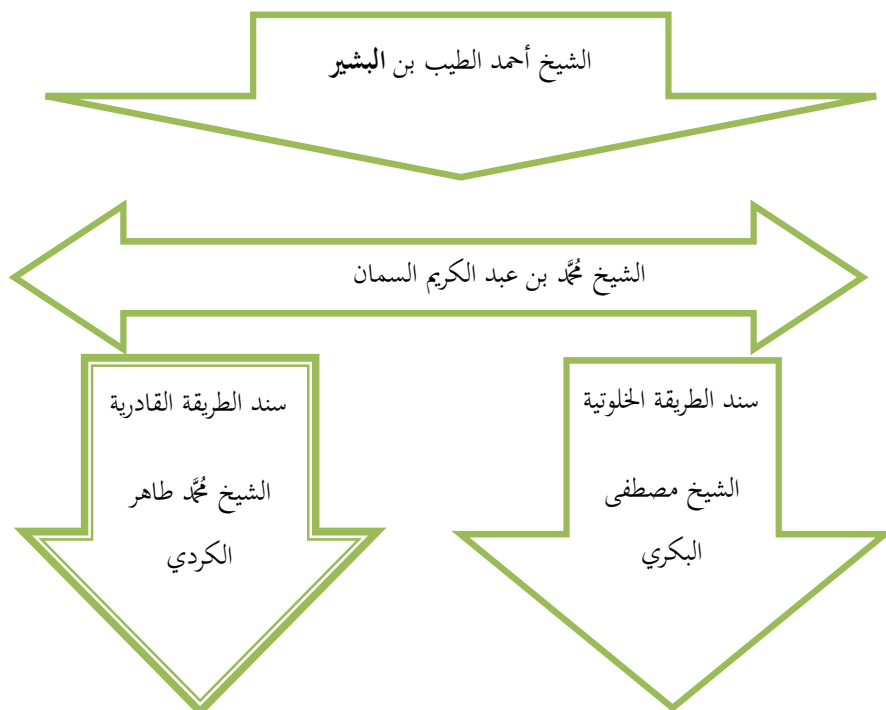 الشيخ أحمد الطيب بن البشير
الشيخ مُحَّد بن عبد الكريم السمان
سند الطريقة الخلوتية
الشيخ مصطفى
البكري
سند الطريقة القادرية
الشيخ مُحَّد طاهر
الكردي